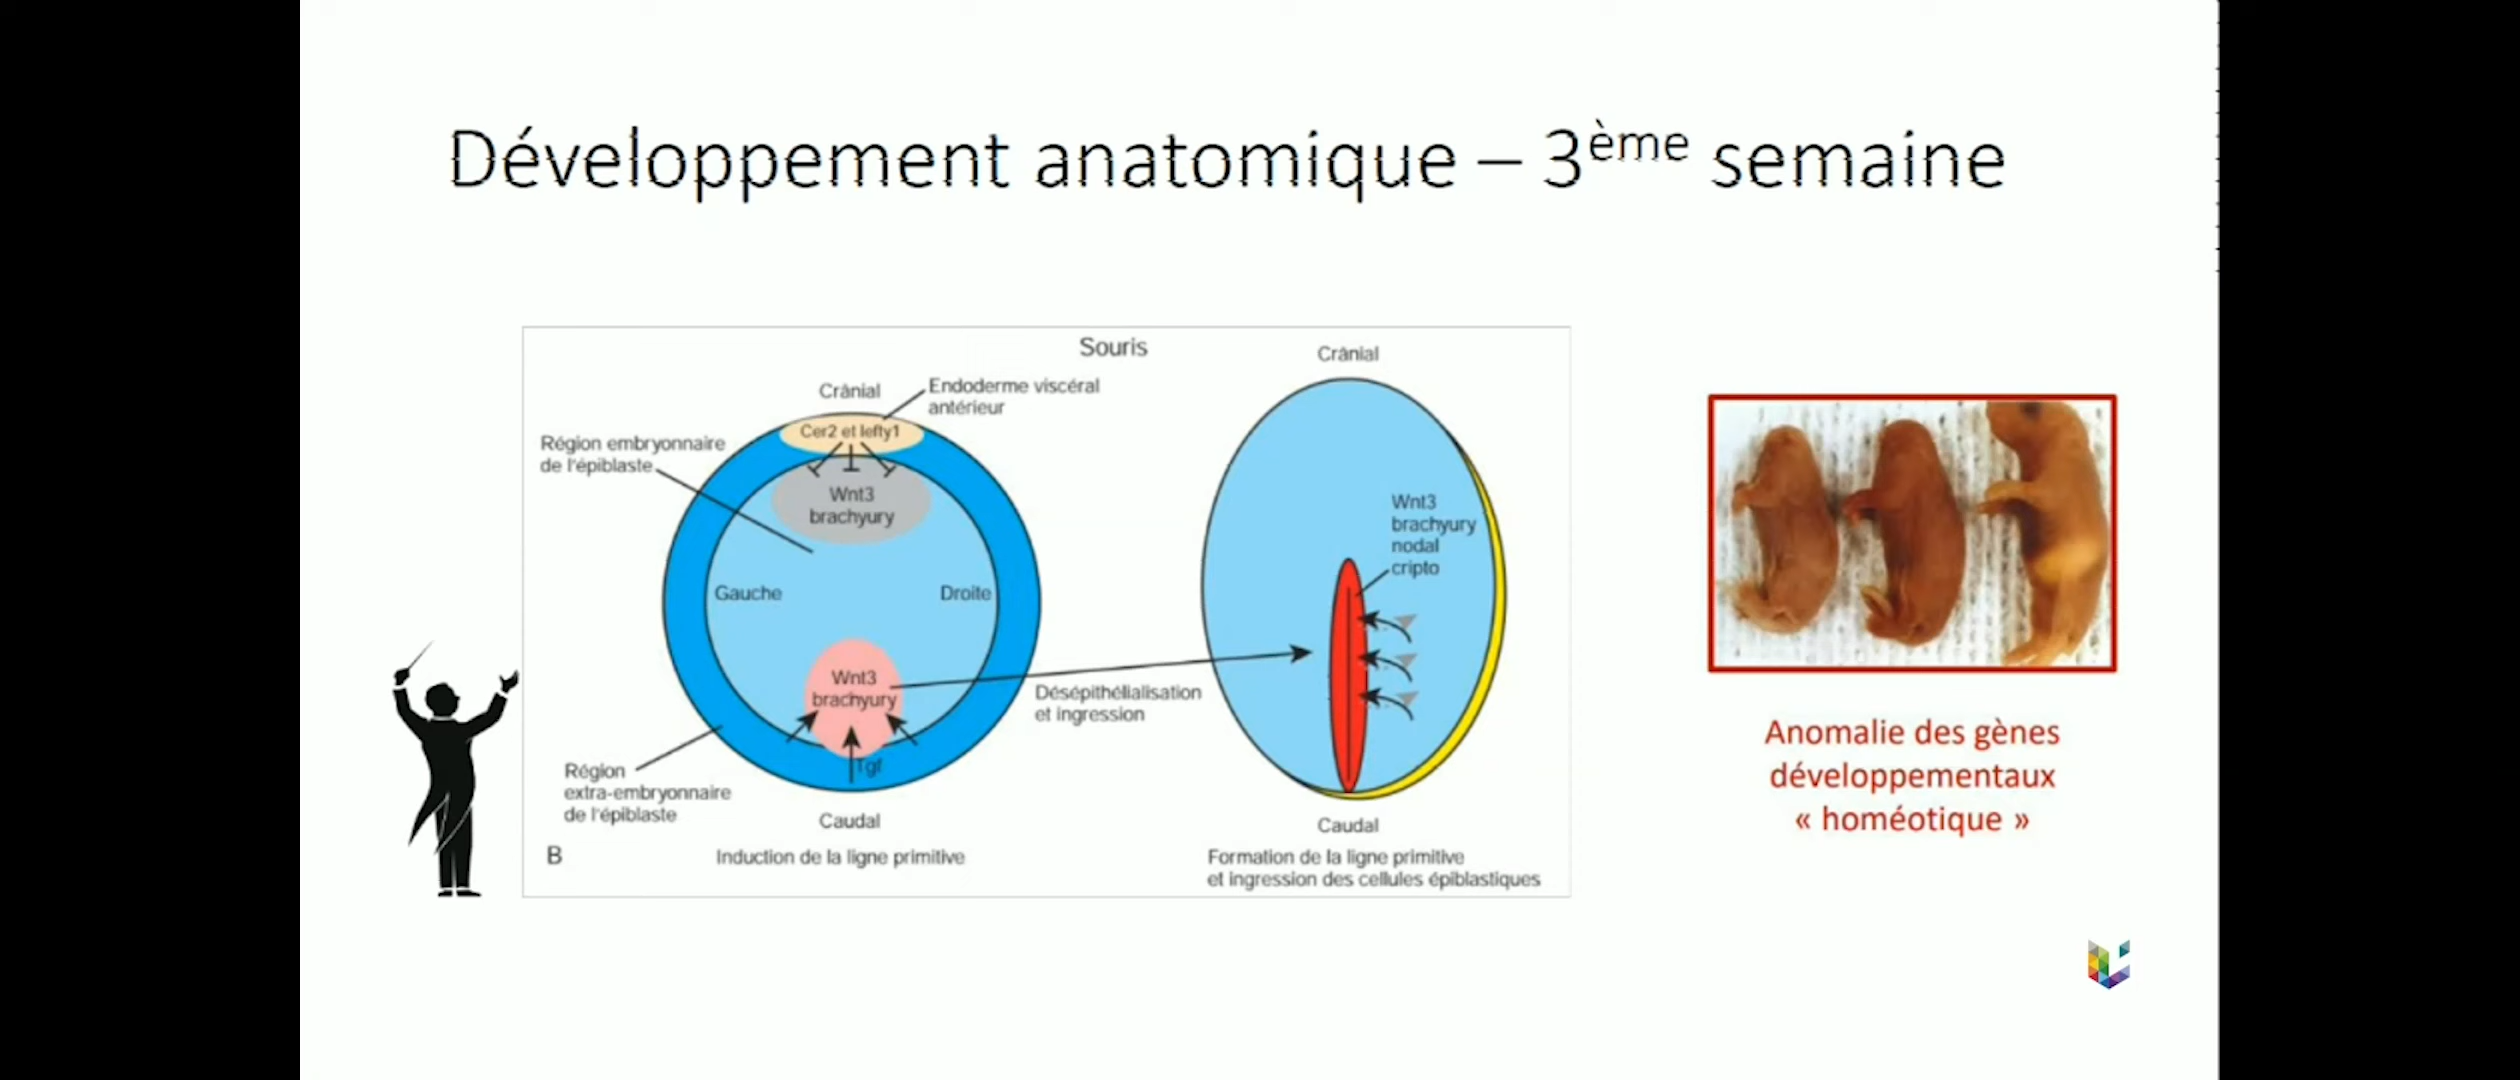 Développement anatomique – 3ème semaine
Souris
Crânial
Endoderme viscéral
antérieur
Cer2 et lefty1
Région embryonnaire
de l'épiblaste
Wnt3
brachyury
Gauche
Droite
Wnt3
brachyury
Tgf
Région
extra-embryonnaire
de l'épiblaste
Caudal
B
Induction de la ligne primitive
Désépithélialisation
et ingression
Crânial
Wnt3
brachyury
nodal
cripto
Caudal
Formation de la ligne primitive
et ingression des cellules épiblastiques
Anomalie des gènes
développementaux
« homéotique »